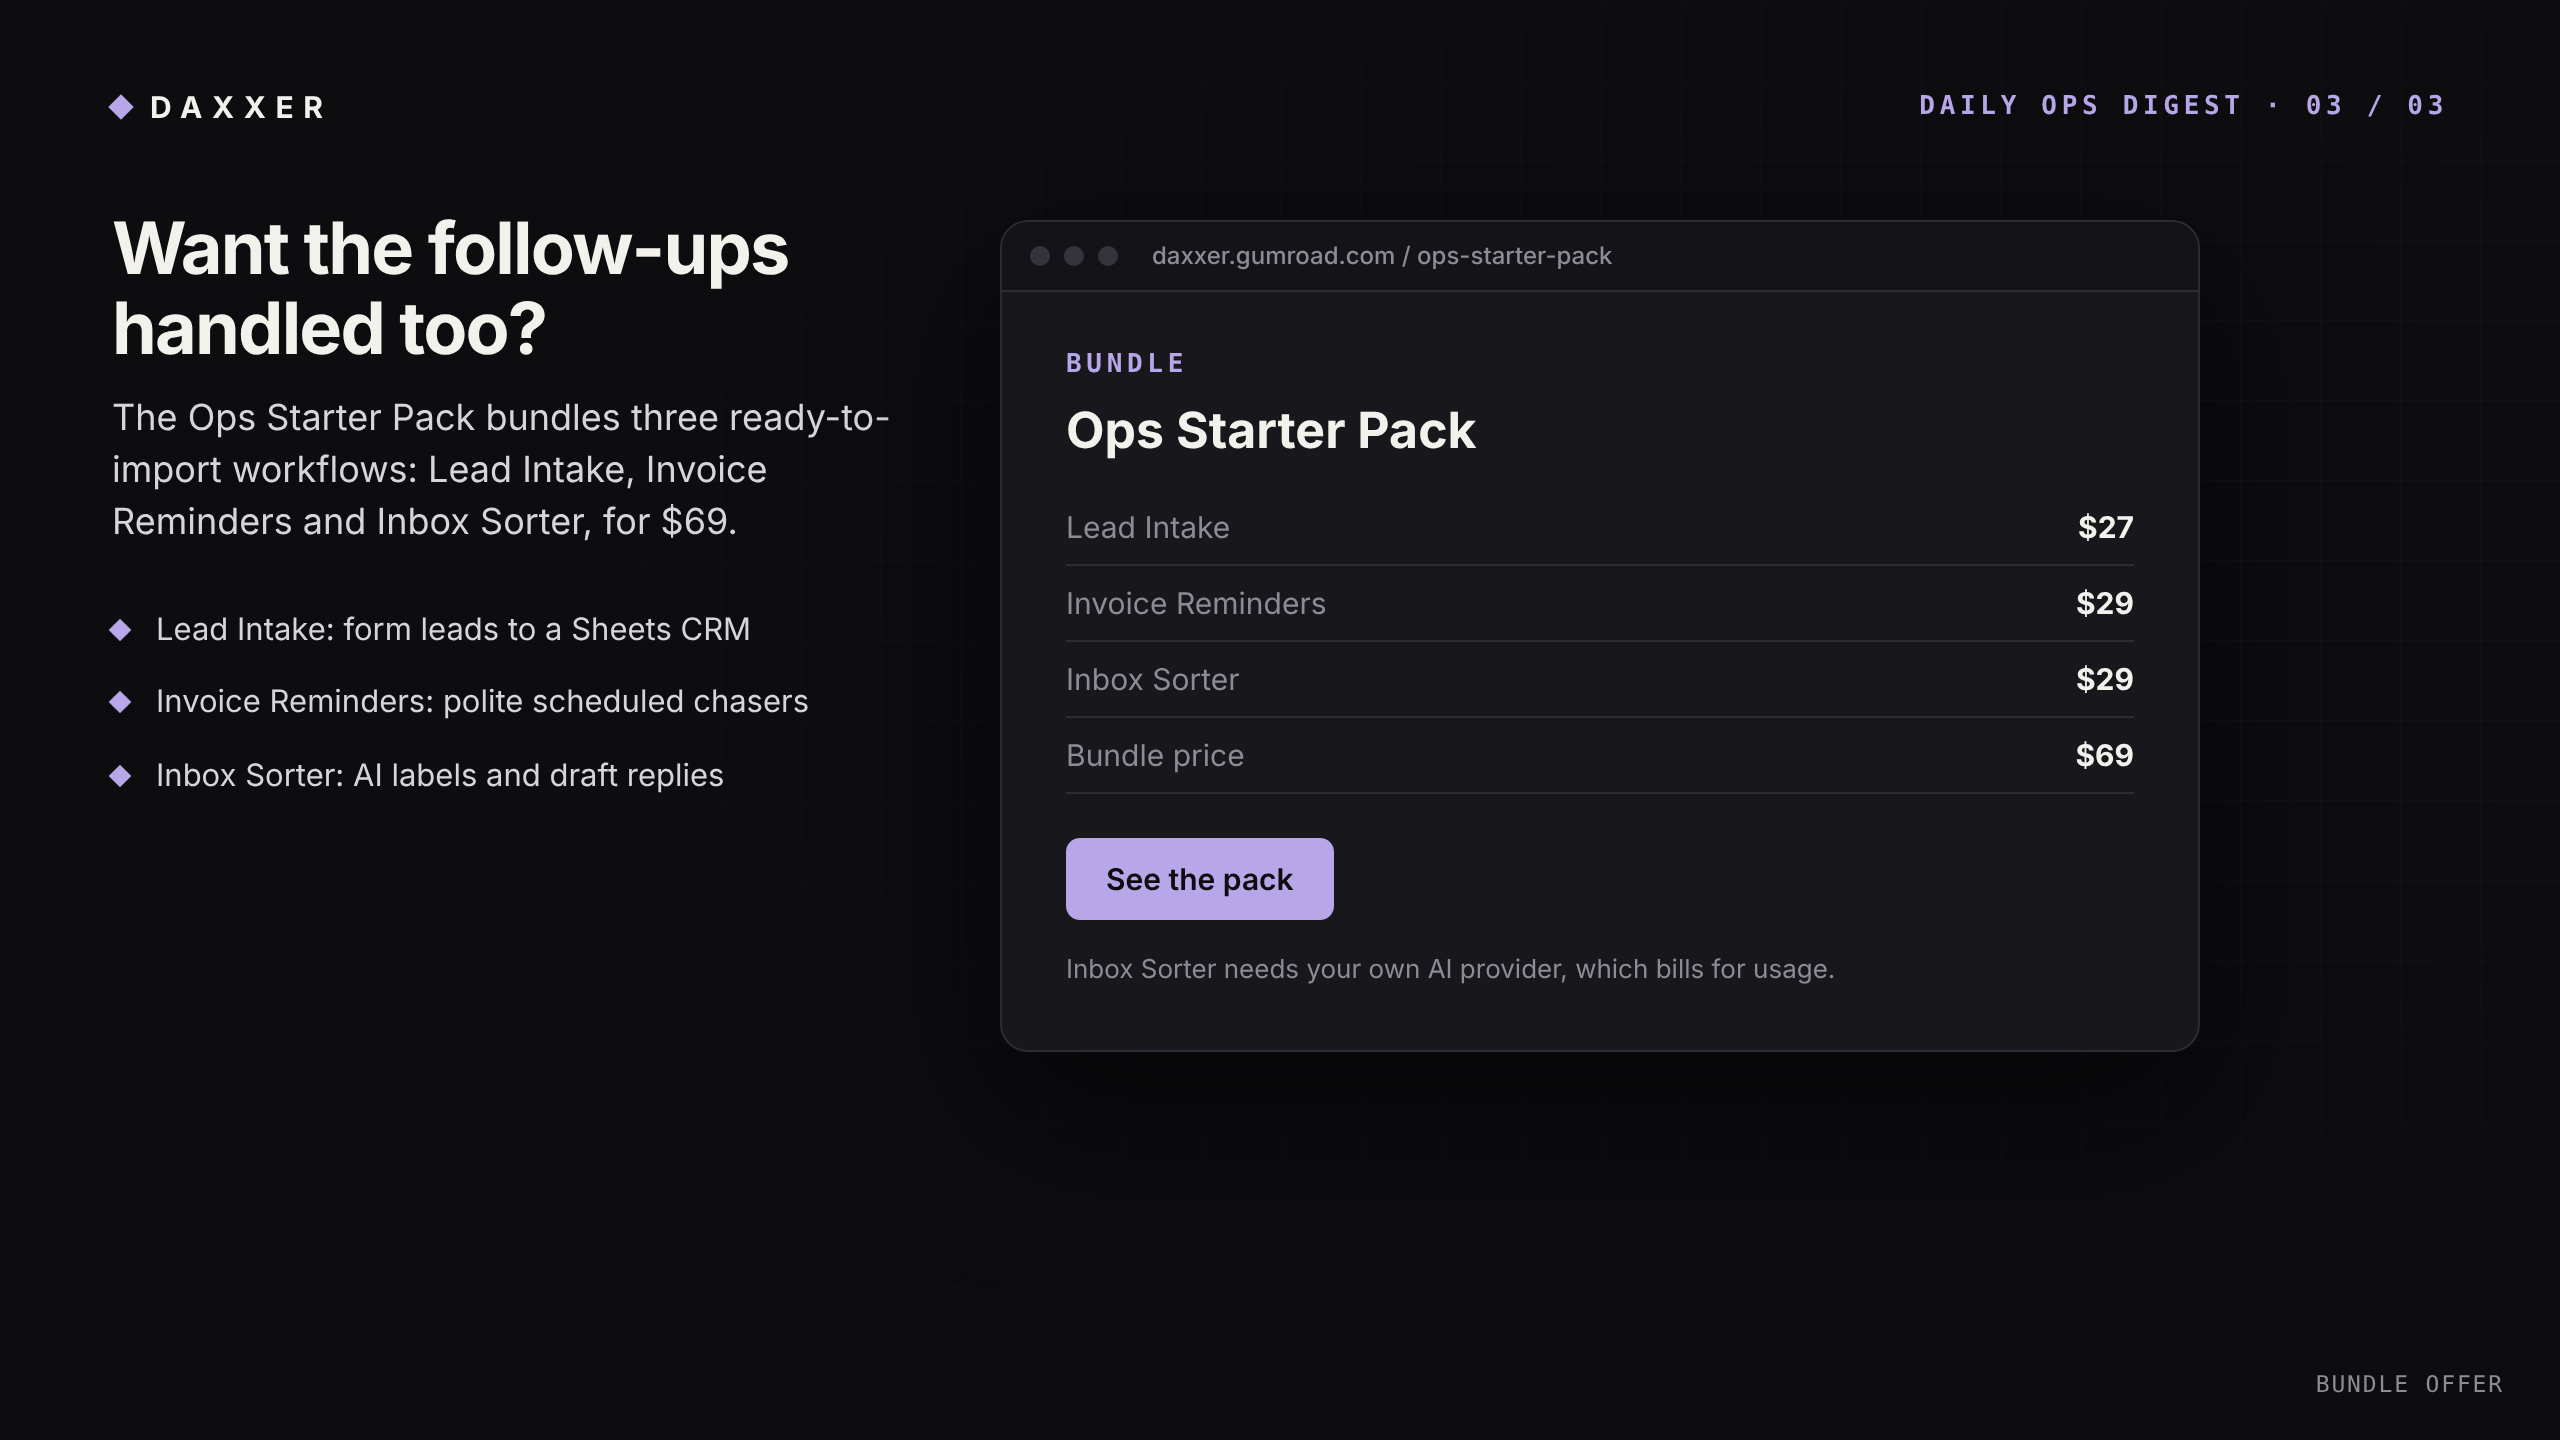 DAXXER
DAILY OPS DIGEST · 03 / 03
Want the follow-ups
handled too?
The Ops Starter Pack bundles three ready-to-
import workflows: Lead Intake, Invoice
Reminders and Inbox Sorter, for $69.
Lead Intake: form leads to a Sheets CRM
Invoice Reminders: polite scheduled chasers
Inbox Sorter: AI labels and draft replies
daxxer.gumroad.com / ops-starter-pack
BUNDLE
Ops Starter Pack
Lead Intake $27
Invoice Reminders $29
Inbox Sorter $29
Bundle price $69
See the pack
Inbox Sorter needs your own AI provider, which bills for usage.
BUNDLE OFFER